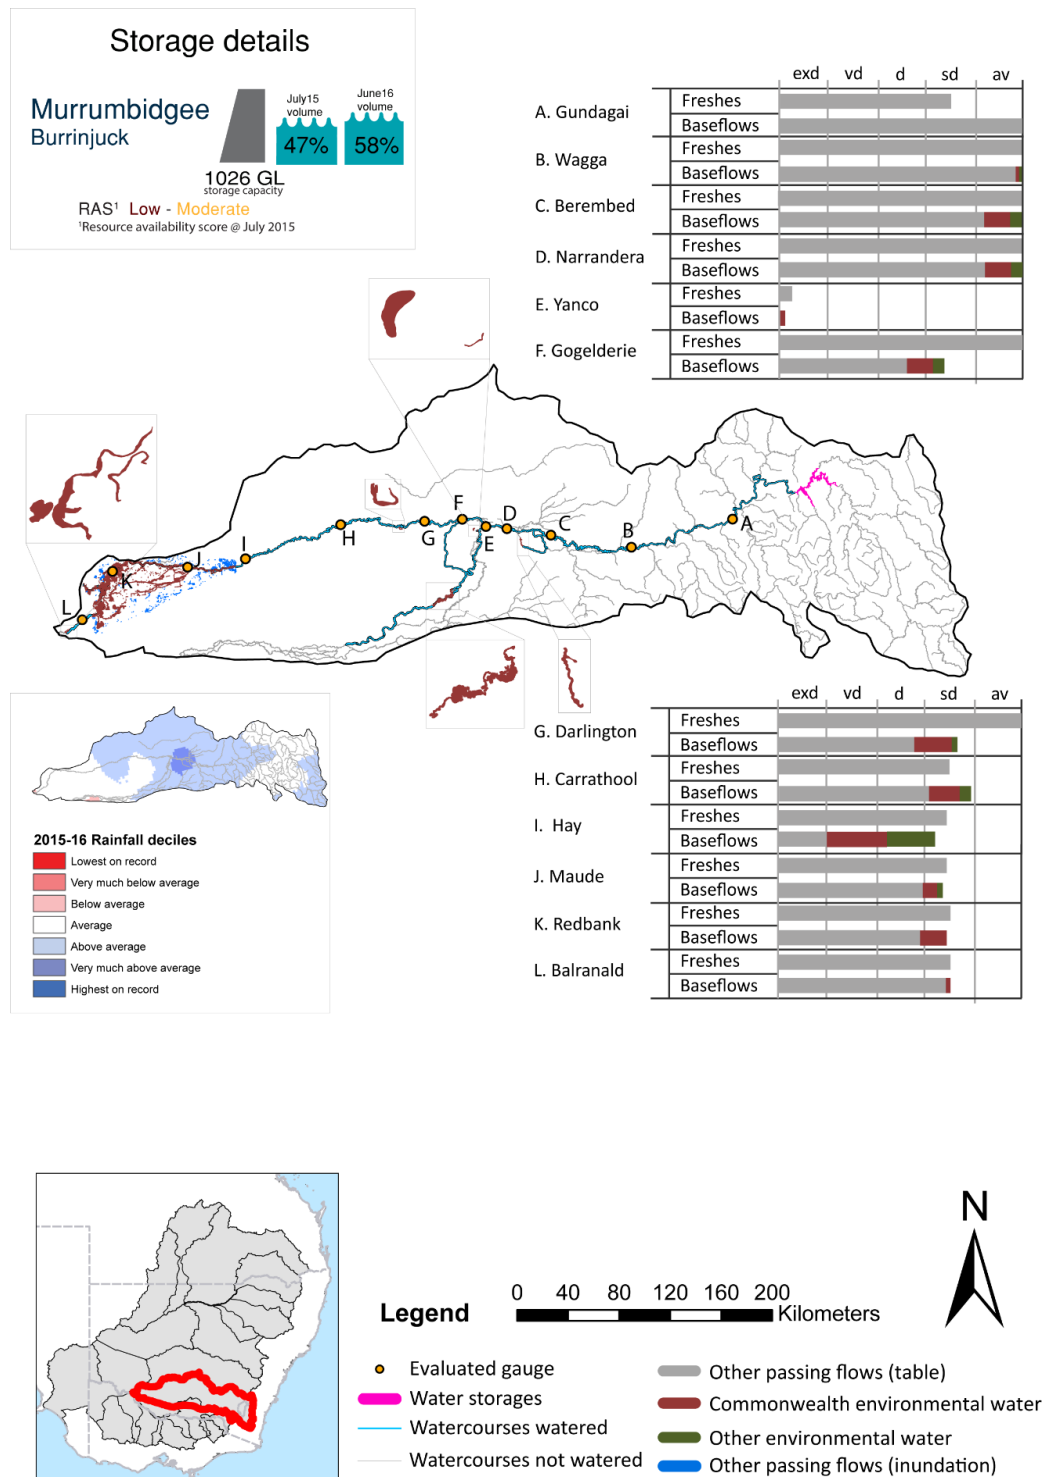 Storage details
Murrumbidgee
Burrinjuck
July15
volume
47%
June16
volume
58%
1026 GL
storage capacity
RAS¹ Low - Moderate
¹Resource availability score @ July 2015
exd vd d sd av
A. Gundagai
Freshes
Baseflows
B. Wagga
Freshes
Baseflows
C. Berembed
Freshes
Baseflows
D. Narrandera
Freshes
Baseflows
E. Yanco
Freshes
Baseflows
F. Gogelderie
Freshes
Baseflows
A
B
C
D
E
F
G
H
I
J
K
L
exd vd d sd av
G. Darlington
Freshes
Baseflows
H. Carrathool
Freshes
Baseflows
I. Hay
Freshes
Baseflows
J. Maude
Freshes
Baseflows
K. Redbank
Freshes
Baseflows
L. Balranald
Freshes
Baseflows
2015-16 Rainfall deciles
Lowest on record
Very much below average
Below average
Average
Above average
Very much above average
Highest on record
N
0 40 80 120 160 200
Kilometers
Legend
Evaluated gauge
Water storages
Watercourses watered
Watercourses not watered
Other passing flows (table)
Commonwealth environmental water
Other environmental water
Other passing flows (inundation)